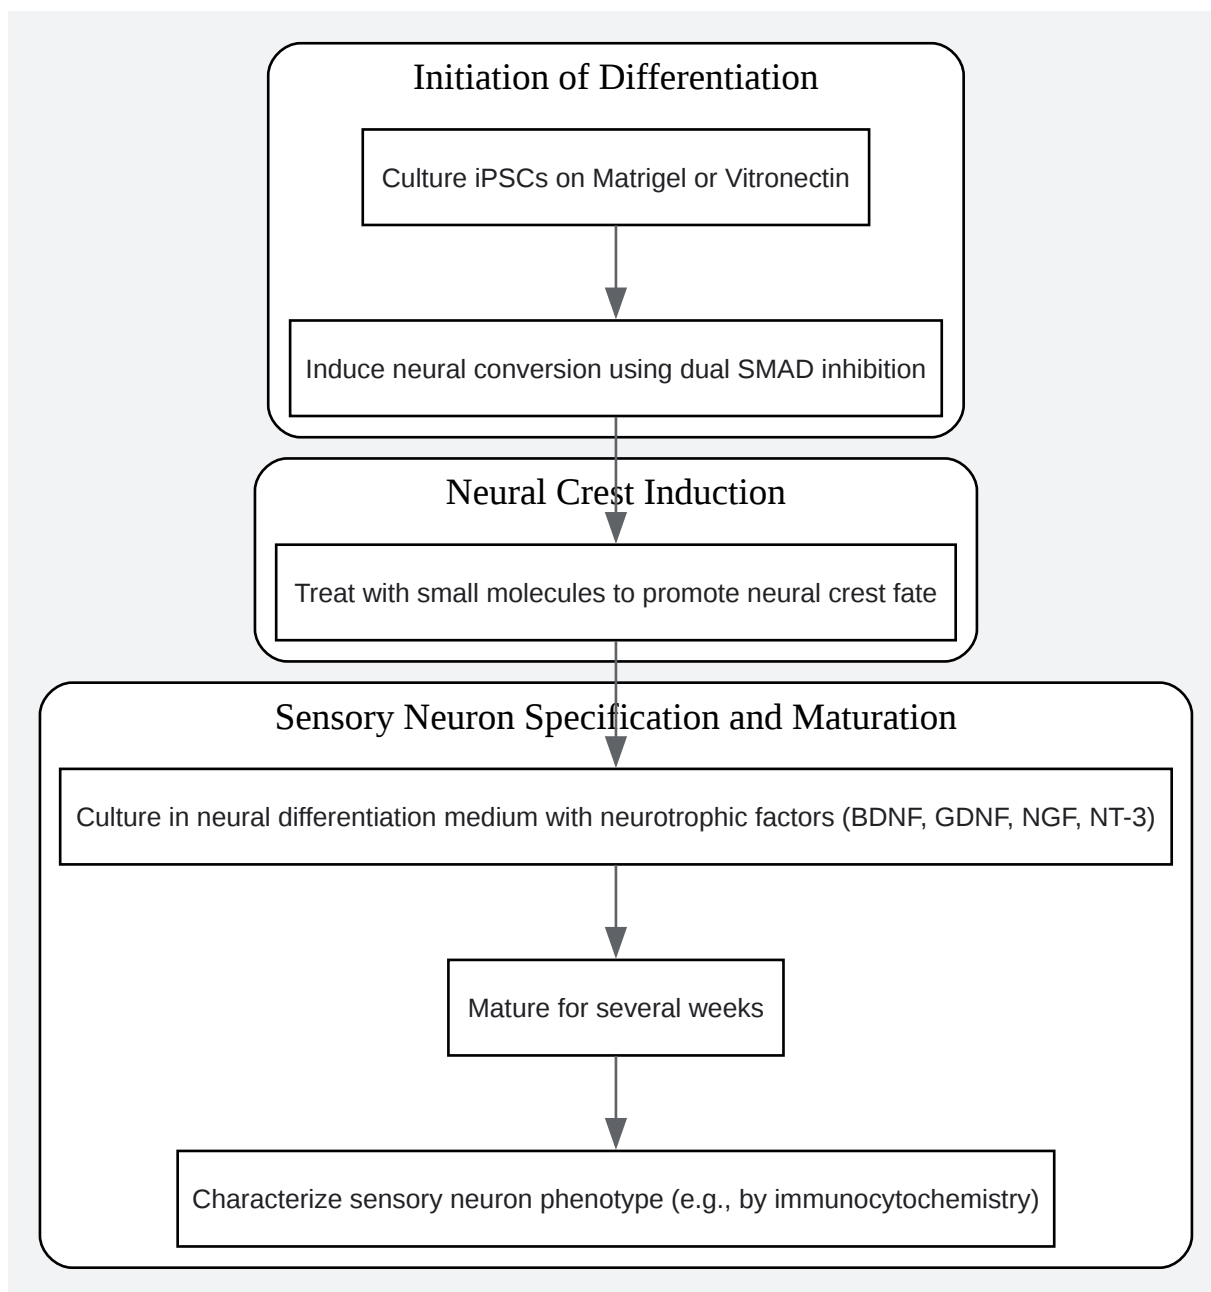 Initiation of Differentiation
Culture iPSCs on Matrigel or Vitronectin
Induce neural conversion using dual SMAD inhibition
Neural Crest Induction
Treat with small molecules to promote neural crest fate
Sensory Neuron Specification and Maturation
Culture in neural differentiation medium with neurotrophic factors (BDNF, GDNF, NGF, NT-3)
Mature for several weeks
Characterize sensory neuron phenotype (e.g., by immunocytochemistry)